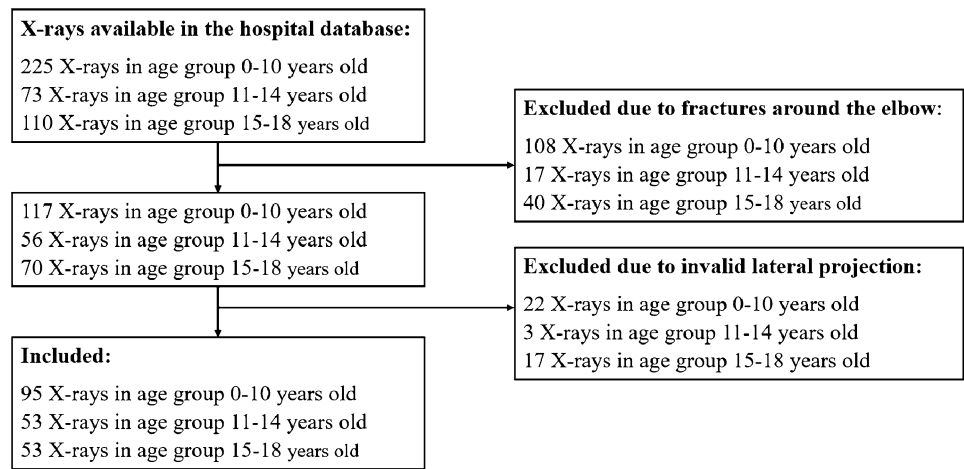 X-rays available in the hospital database:
225 X-rays in age group 0-10 years old
73 X-rays in age group 11-14 years old
110 X-rays in age group 15-18 years old
Excluded due to fractures around the elbow:
108 X-rays in age group 0-10 years old
17 X-rays in age group 11-14 years old
40 X-rays in age group 15-18 years old
117 X-rays in age group 0-10 years old
56 X-rays in age group 11-14 years old
70 X-rays in age group 15-18 years old
Excluded due to invalid lateral projection:
22 X-rays in age group 0-10 years old
3 X-rays in age group 11-14 years old
17 X-rays in age group 15-18 years old
Included:
95 X-rays in age group 0-10 years old
53 X-rays in age group 11-14 years old
53 X-rays in age group 15-18 years old